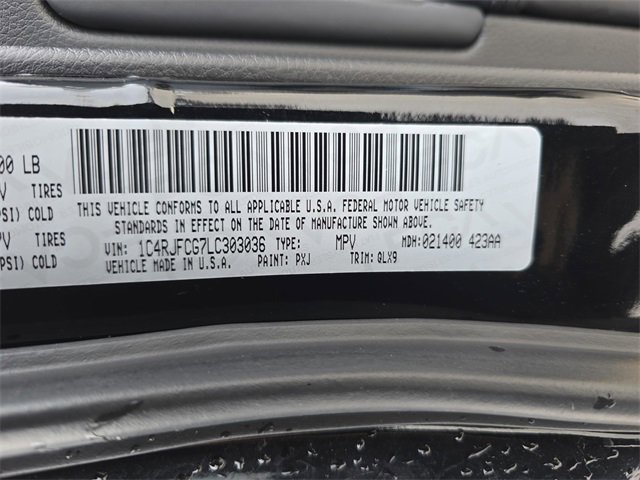 00 LB
THIS VEHICLE CONFORMS TO ALL APPLICABLE U.S.A. FEDERAL MOTOR VEHICLE SAFETY
V TIRES
STANDARDS IN EFFECT ON THE DATE OF MANUFACTURE SHOWN ABOVE.
PSI) COLD
VIN: 1C4RJFCG7LC303036 TYPE: MPV MDH: 021400 423AA
V TIRES
VEHICLE MADE IN U.S.A. PAINT: PXJ TRIM: QLX9
PSI) COLD